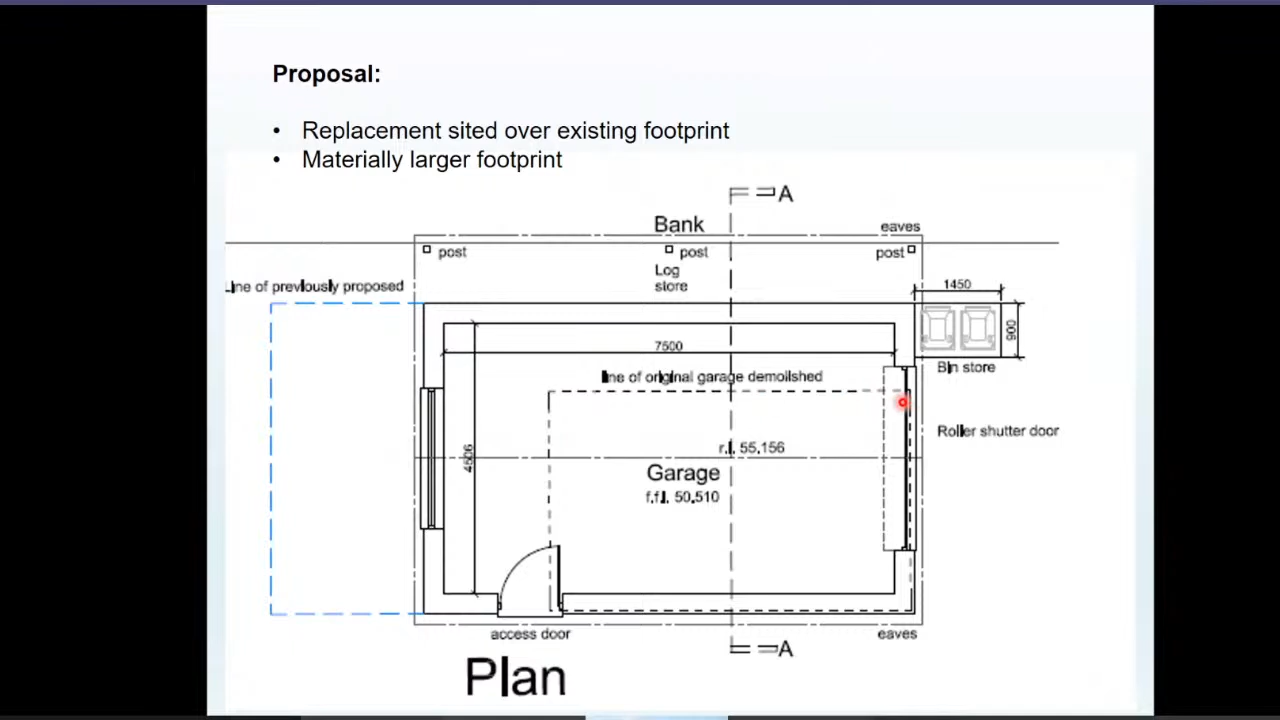 Proposal:
• Replacement sited over existing footprint
• Materially larger footprint
A
Bank
eaves
post
post
post
Log
store
Line of previously proposed
1450
900
7500
Bin store
line of original garage demolished
Roller shutter door
r.l. 55.156
4506
Garage
f.f.l. 50.510
access door
eaves
A
Plan